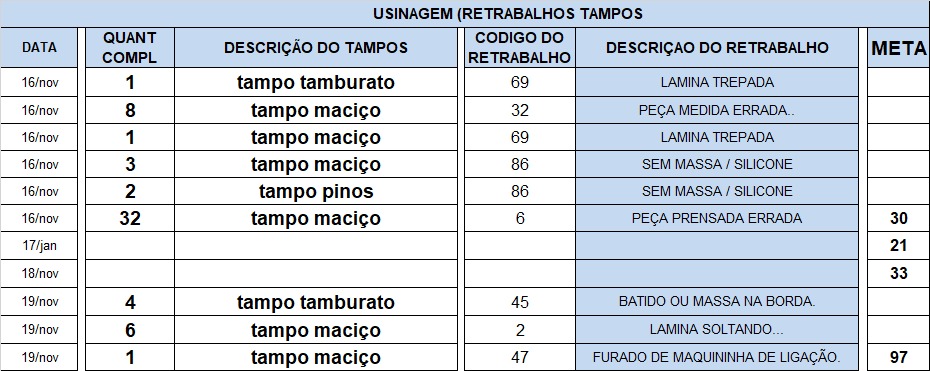 USINAGEM (RETRABALHOS TAMPOS
DATA QUANT COMPL DESCRIÇÃO DO TAMPOS CODIGO DO RETRABALHO DESCRIÇAO DO RETRABALHO META
16/nov 1 tampo tamburato 69 LAMINA TREPADA
16/nov 8 tampo maciço 32 PEÇA MEDIDA ERRADA..
16/nov 1 tampo maciço 69 LAMINA TREPADA
16/nov 3 tampo maciço 86 SEM MASSA / SILICONE
16/nov 2 tampo pinos 86 SEM MASSA / SILICONE
16/nov 32 tampo maciço 6 PEÇA PRENSADA ERRADA 30
17/jan 21
18/nov 33
19/nov 4 tampo tamburato 45 BATIDO OU MASSA NA BORDA.
19/nov 6 tampo maciço 2 LAMINA SOLTANDO...
19/nov 1 tampo maciço 47 FURADO DE MAQUININHA DE LIGAÇÃO. 97